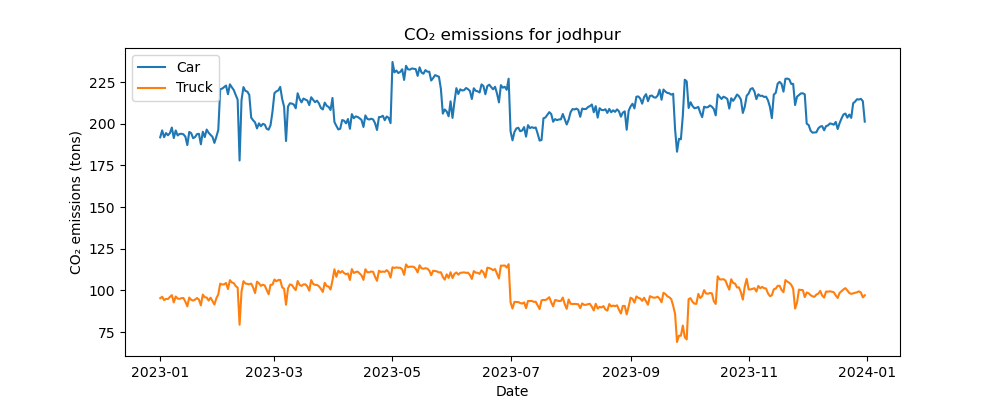 CO₂ emissions for jodhpur
Car
Truck
CO₂ emissions (tons)
225
200
175
150
125
100
75
2023-01
2023-03
2023-05
2023-07
2023-09
2023-11
2024-01
Date